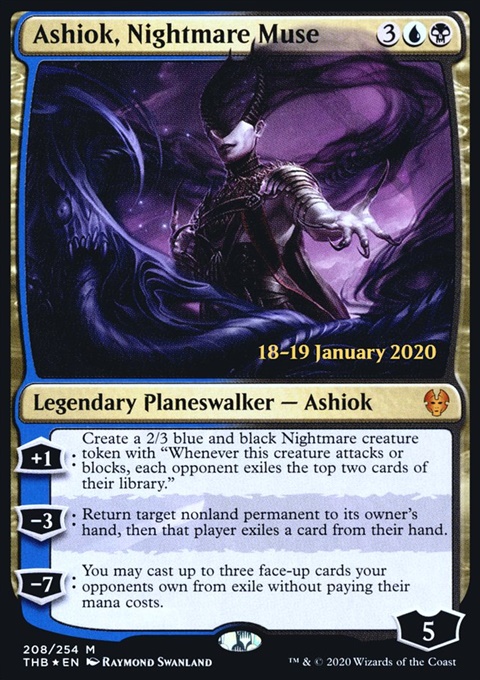 Ashiok, Nightmare Muse 3
18–19 January 2020
Legendary Planeswalker — Ashiok
+1: Create a 2/3 blue and black Nightmare creature
token with “Whenever this creature attacks or
blocks, each opponent exiles the top two cards of
their library.”
−3: Return target nonland permanent to its owner’s
hand, then that player exiles a card from their hand.
−7: You may cast up to three face-up cards your
opponents own from exile without paying their
mana costs.
5
208/254 M
THB★EN Raymond Swanland ™ & © 2020 Wizards of the Coast